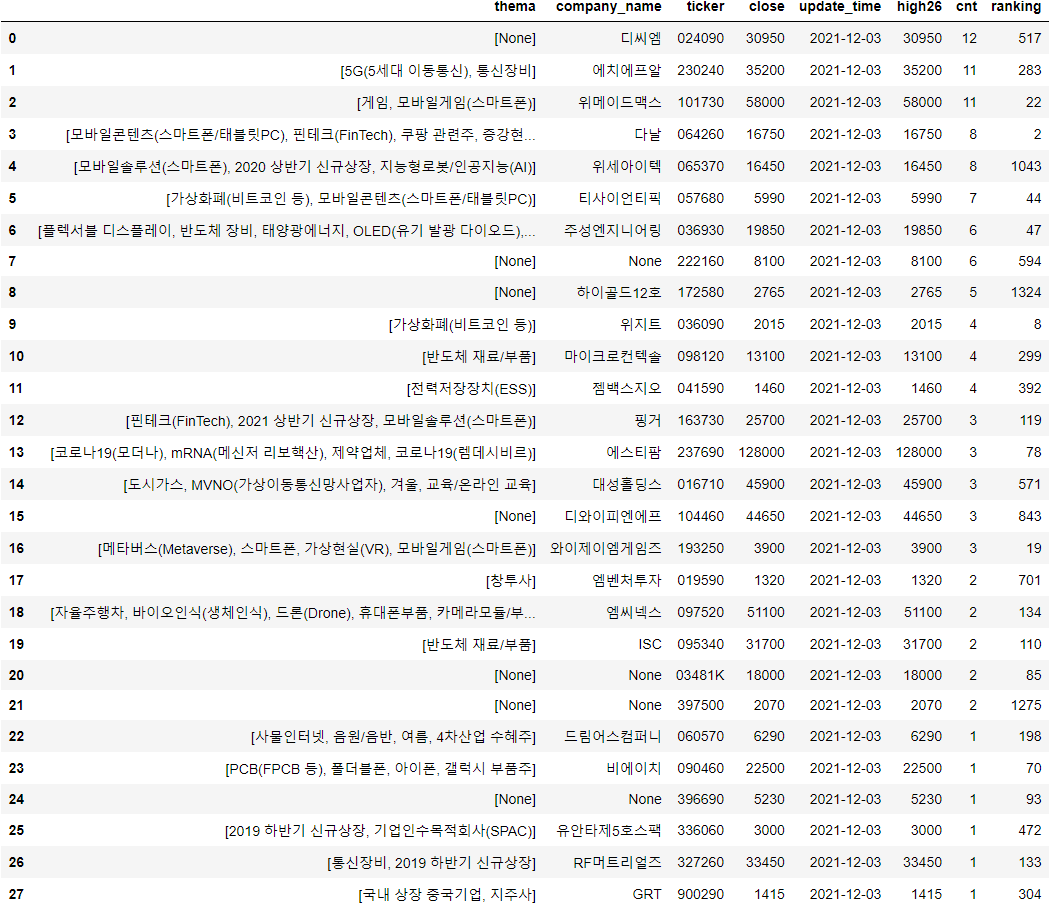 thema company_name ticker close update_time high26 cnt ranking
0 [None] 디씨엠 024090 30950 2021-12-03 30950 12 517
1 [5G(5세대 이동통신), 통신장비] 에치에프알 230240 35200 2021-12-03 35200 11 283
2 [게임, 모바일게임(스마트폰)] 위메이드맥스 101730 58000 2021-12-03 58000 11 22
3 [모바일콘텐츠(스마트폰/태블릿PC), 핀테크(FinTech), 쿠팡 관련주, 증강현... 다날 064260 16750 2021-12-03 16750 8 2
4 [모바일솔루션(스마트폰), 2020 상반기 신규상장, 지능형로봇/인공지능(AI)] 위세아이텍 065370 16450 2021-12-03 16450 8 1043
5 [가상화폐(비트코인 등), 모바일콘텐츠(스마트폰/태블릿PC)] 티사이언티픽 057680 5990 2021-12-03 5990 7 44
6 [플렉서블 디스플레이, 반도체 장비, 태양광에너지, OLED(유기 발광 다이오드),... 주성엔지니어링 036930 19850 2021-12-03 19850 6 47
7 [None] None 222160 8100 2021-12-03 8100 6 594
8 [None] 하이골드12호 172580 2765 2021-12-03 2765 5 1324
9 [가상화폐(비트코인 등)] 위지트 036090 2015 2021-12-03 2015 4 8
10 [반도체 재료/부품] 마이크로컨텍솔 098120 13100 2021-12-03 13100 4 299
11 [전력저장장치(ESS)] 젬백스지오 041590 1460 2021-12-03 1460 4 392
12 [핀테크(FinTech), 2021 상반기 신규상장, 모바일솔루션(스마트폰)] 핑거 163730 25700 2021-12-03 25700 3 119
13 [코로나19(모더나), mRNA(메신저 리보핵산), 제약업체, 코로나19(렘데시비르)] 에스티팜 237690 128000 2021-12-03 128000 3 78
14 [도시가스, MVNO(가상이동통신망사업자), 겨울, 교육/온라인 교육] 대성홀딩스 016710 45900 2021-12-03 45900 3 571
15 [None] 디와이피엔에프 104460 44650 2021-12-03 44650 3 843
16 [메타버스(Metaverse), 스마트폰, 가상현실(VR), 모바일게임(스마트폰)] 와이제이엠게임즈 193250 3900 2021-12-03 3900 3 19
17 [창투사] 엠벤처투자 019590 1320 2021-12-03 1320 2 701
18 [자율주행차, 바이오인식(생체인식), 드론(Drone), 휴대폰부품, 카메라모듈/부... 엠씨넥스 097520 51100 2021-12-03 51100 2 134
19 [반도체 재료/부품] ISC 095340 31700 2021-12-03 31700 2 110
20 [None] None 03481K 18000 2021-12-03 18000 2 85
21 [None] None 397500 2070 2021-12-03 2070 2 1275
22 [사물인터넷, 음원/음반, 여름, 4차산업 수혜주] 드림어스컴퍼니 060570 6290 2021-12-03 6290 1 198
23 [PCB(FPCB 등), 폴더블폰, 아이폰, 갤럭시 부품주] 비에이치 090460 22500 2021-12-03 22500 1 70
24 [None] None 396690 5230 2021-12-03 5230 1 93
25 [2019 하반기 신규상장, 기업인수목적회사(SPAC)] 유안타제5호스팩 336060 3000 2021-12-03 3000 1 472
26 [통신장비, 2019 하반기 신규상장] RF머트리얼즈 327260 33450 2021-12-03 33450 1 133
27 [국내 상장 중국기업, 지주사] GRT 900290 1415 2021-12-03 1415 1 304